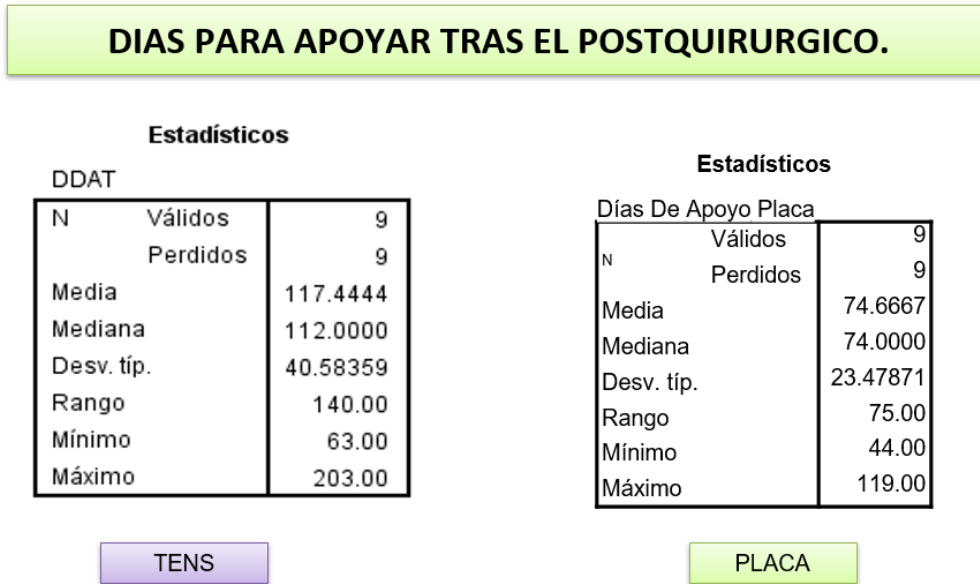 DIAS PARA APOYAR TRAS EL POSTQUIRURGICO.
Estadísticos
DDAT
N Válidos 9
Perdidos 9
Media 117.4444
Mediana 112.0000
Desv. típ. 40.58359
Rango 140.00
Mínimo 63.00
Máximo 203.00
TENS
Estadísticos
Días De Apoyo Placa
N Válidos 9
Perdidos 9
Media 74.6667
Mediana 74.0000
Desv. típ. 23.47871
Rango 75.00
Mínimo 44.00
Máximo 119.00
PLACA